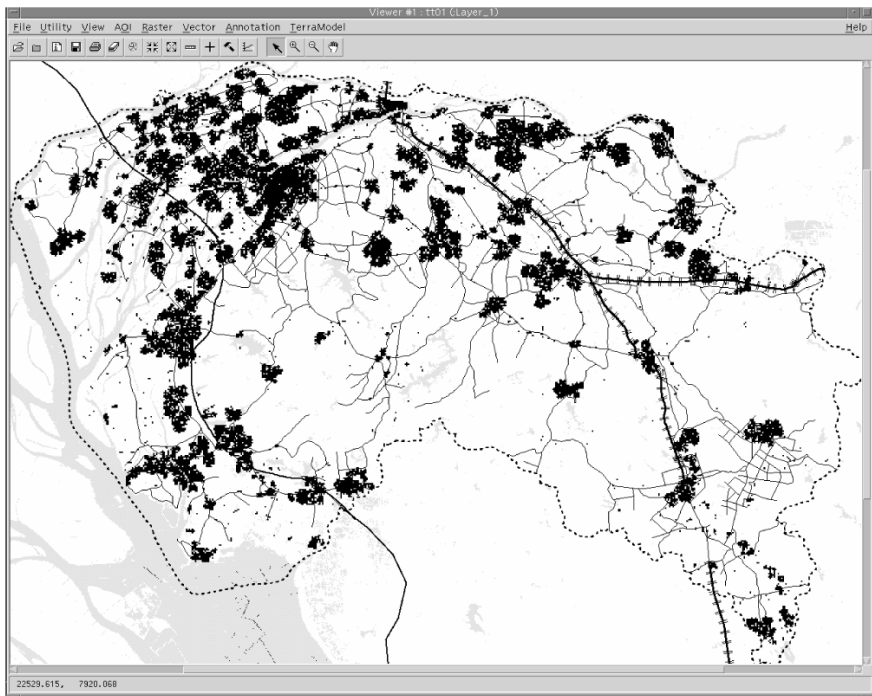 Viewer #1 : tt01 (Layer_1)
File Utility View AOI Raster Vector Annotation TerraModel Help
22529.615, 7920.068